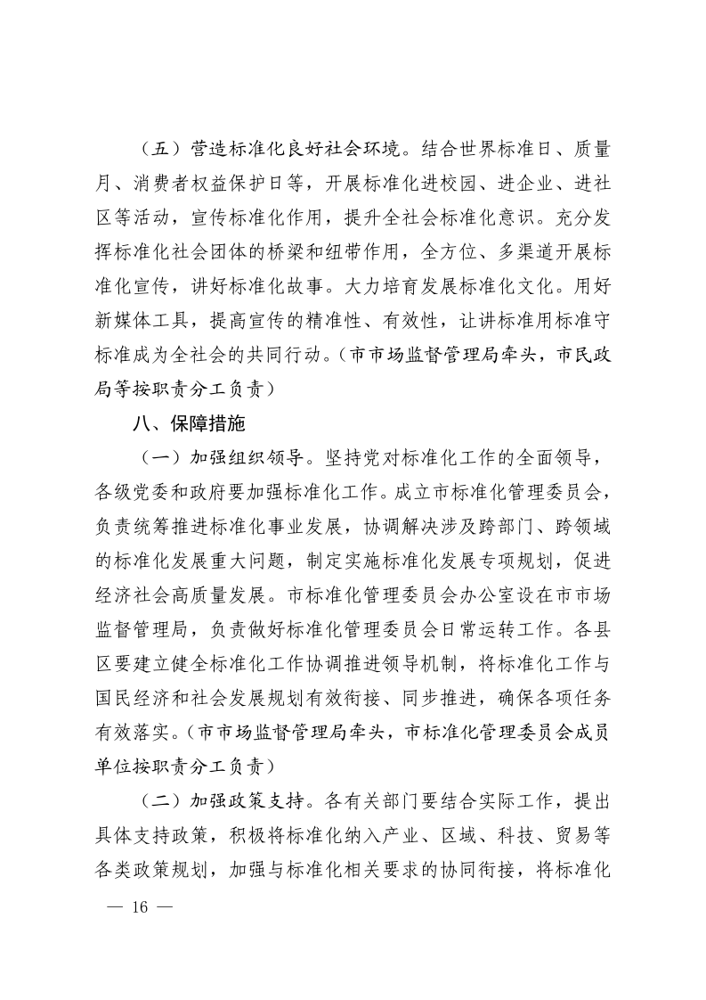 （五）营造标准化良好社会环境。结合世界标准日、质量
月、消费者权益保护日等，开展标准化进校园、进企业、进社
区等活动，宣传标准化作用，提升全社会标准化意识。充分发
挥标准化社会团体的桥梁和纽带作用，全方位、多渠道开展标
准化宣传，讲好标准化故事。大力培育发展标准化文化。用好
新媒体工具，提高宣传的精准性、有效性，让讲标准用标准守
标准成为全社会的共同行动。（市市场监督管理局牵头，市民政
局等按职责分工负责）
八、保障措施
（一）加强组织领导。坚持党对标准化工作的全面领导，
各级党委和政府要加强标准化工作。成立市标准化管理委员会，
负责统筹推进标准化事业发展，协调解决涉及跨部门、跨领域
的标准化发展重大问题，制定实施标准化发展专项规划，促进
经济社会高质量发展。市标准化管理委员会办公室设在市市场
监督管理局，负责做好标准化管理委员会日常运转工作。各县
区要建立健全标准化工作协调推进领导机制，将标准化工作与
国民经济和社会发展规划有效衔接、同步推进，确保各项任务
有效落实。（市市场监督管理局牵头，市标准化管理委员会成员
单位按职责分工负责）
（二）加强政策支持。各有关部门要结合实际工作，提出
具体支持政策，积极将标准化纳入产业、区域、科技、贸易等
各类政策规划，加强与标准化相关要求的协同衔接，将标准化
— 16 —